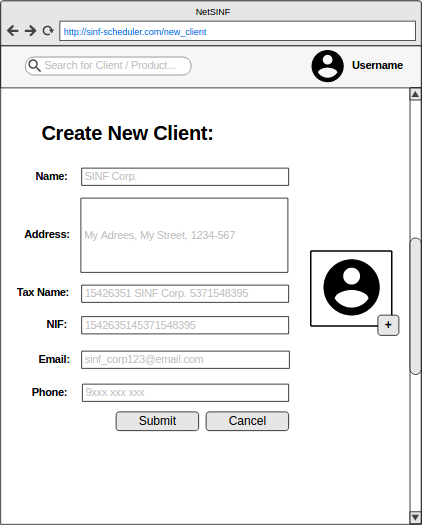 NetSINF
http://sinf-scheduler.com/new_client
Search for Client / Product...
Username
Create New Client:
Name:
SINF Corp.
Address:
My Adrees, My Street, 1234-567
Tax Name:
15426351 SINF Corp. 5371548395
NIF:
1542635145371548395
Email:
sinf_corp123@email.com
Phone:
9xxx xxx xxx
+
Submit
Cancel